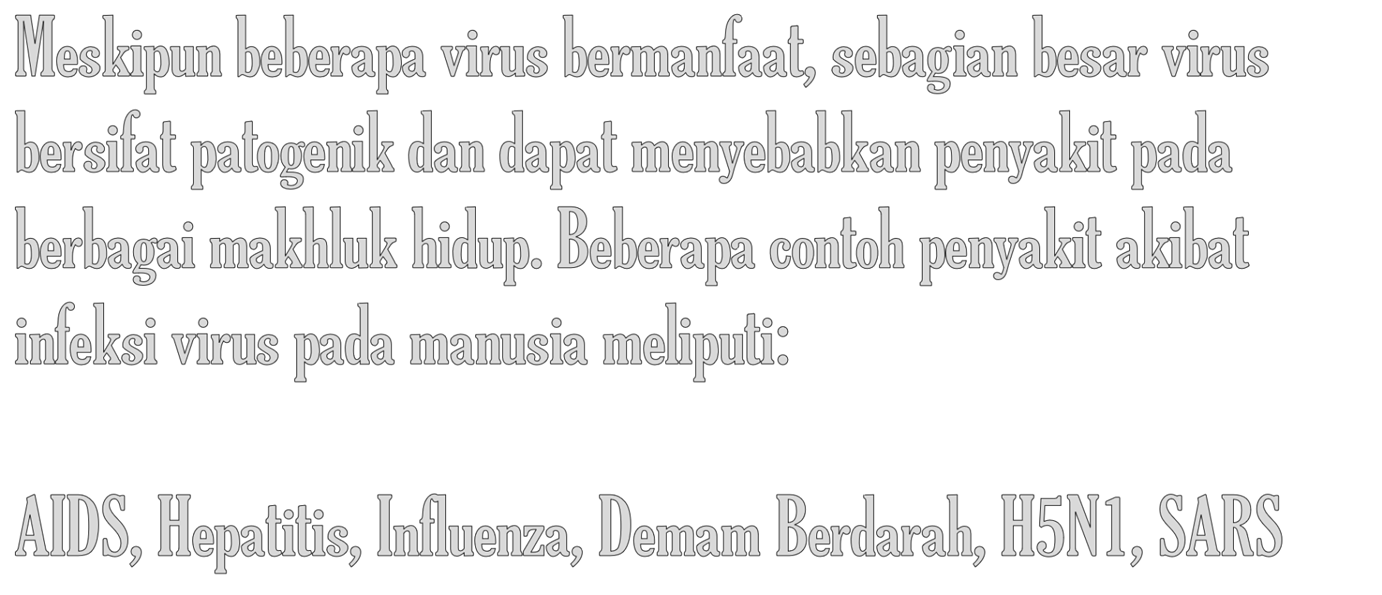 Meskipun beberapa virus bermanfaat, sebagian besar virus
bersifat patogenik dan dapat menyebabkan penyakit pada
berbagai makhluk hidup. Beberapa contoh penyakit akibat
infeksi virus pada manusia meliputi:
AIDS, Hepatitis, Influenza, Demam Berdarah, H5N1, SARS